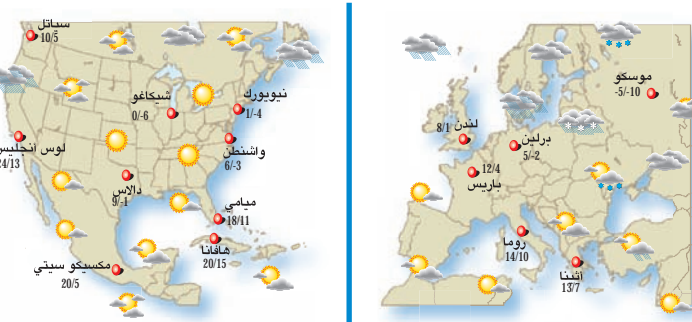 سياتل
10/5
شيكاغو
0/-6
نيويورك
1/-4
لوس أنجليس
24/13
واشنطن
6/-3
دالاس
9/-1
ميامي
18/11
هافانا
20/15
مكسيكو سيتي
20/5
موسكو
-5/-10
لندن
8/1
درلين
5/-2
12/4
باريس
روما
14/10
أثينا
13/7